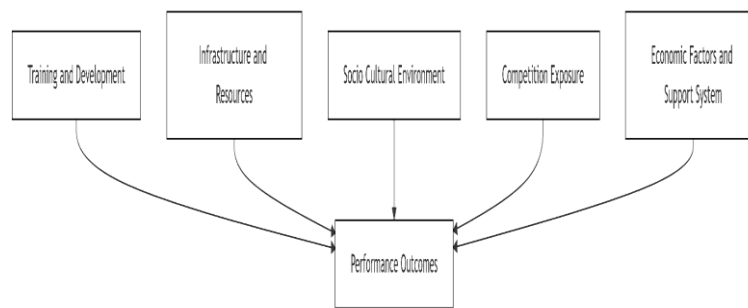 Training and Development
Infrastructure and
Resources
Socio Cultural Environment
Competition Exposure
Economic Factors and
Support System
Performance Outcomes